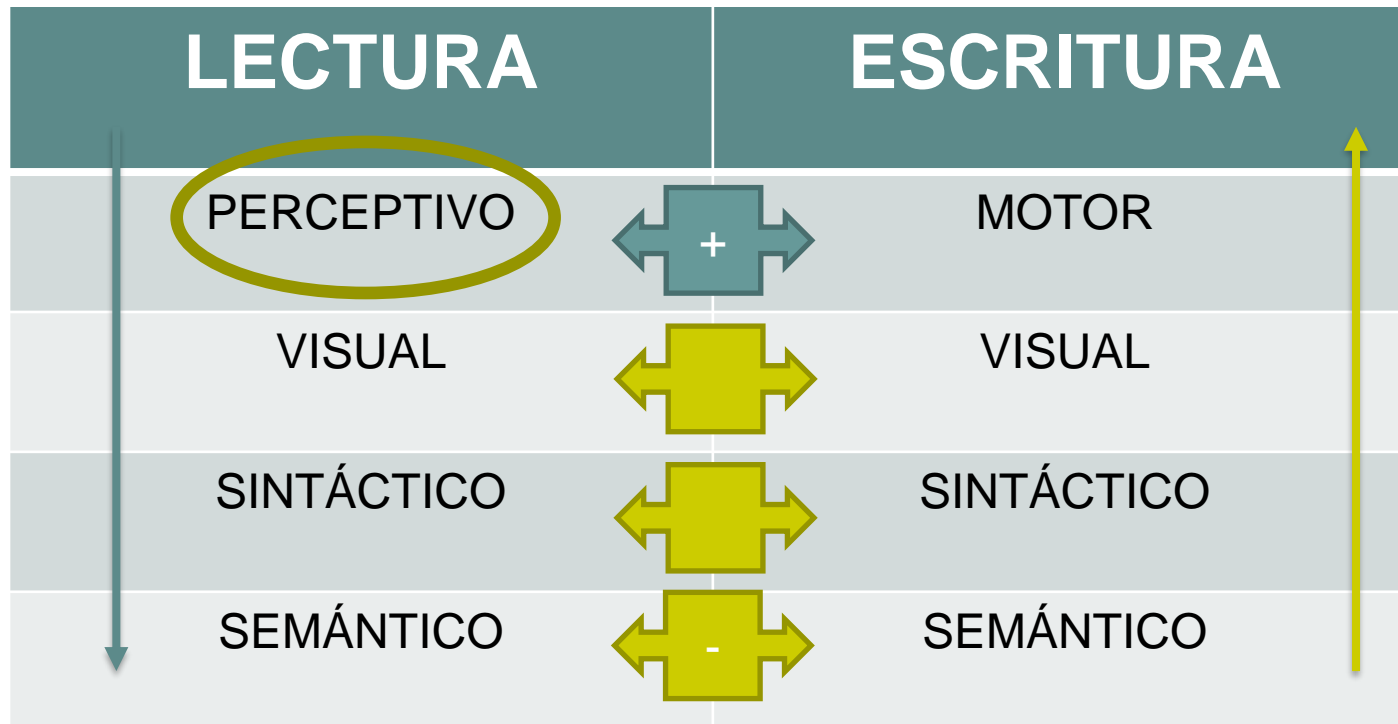 LECTURA ESCRITURA
PERCEPTIVO + MOTOR
VISUAL VISUAL
SINTÁCTICO SINTÁCTICO
SEMÁNTICO - SEMÁNTICO